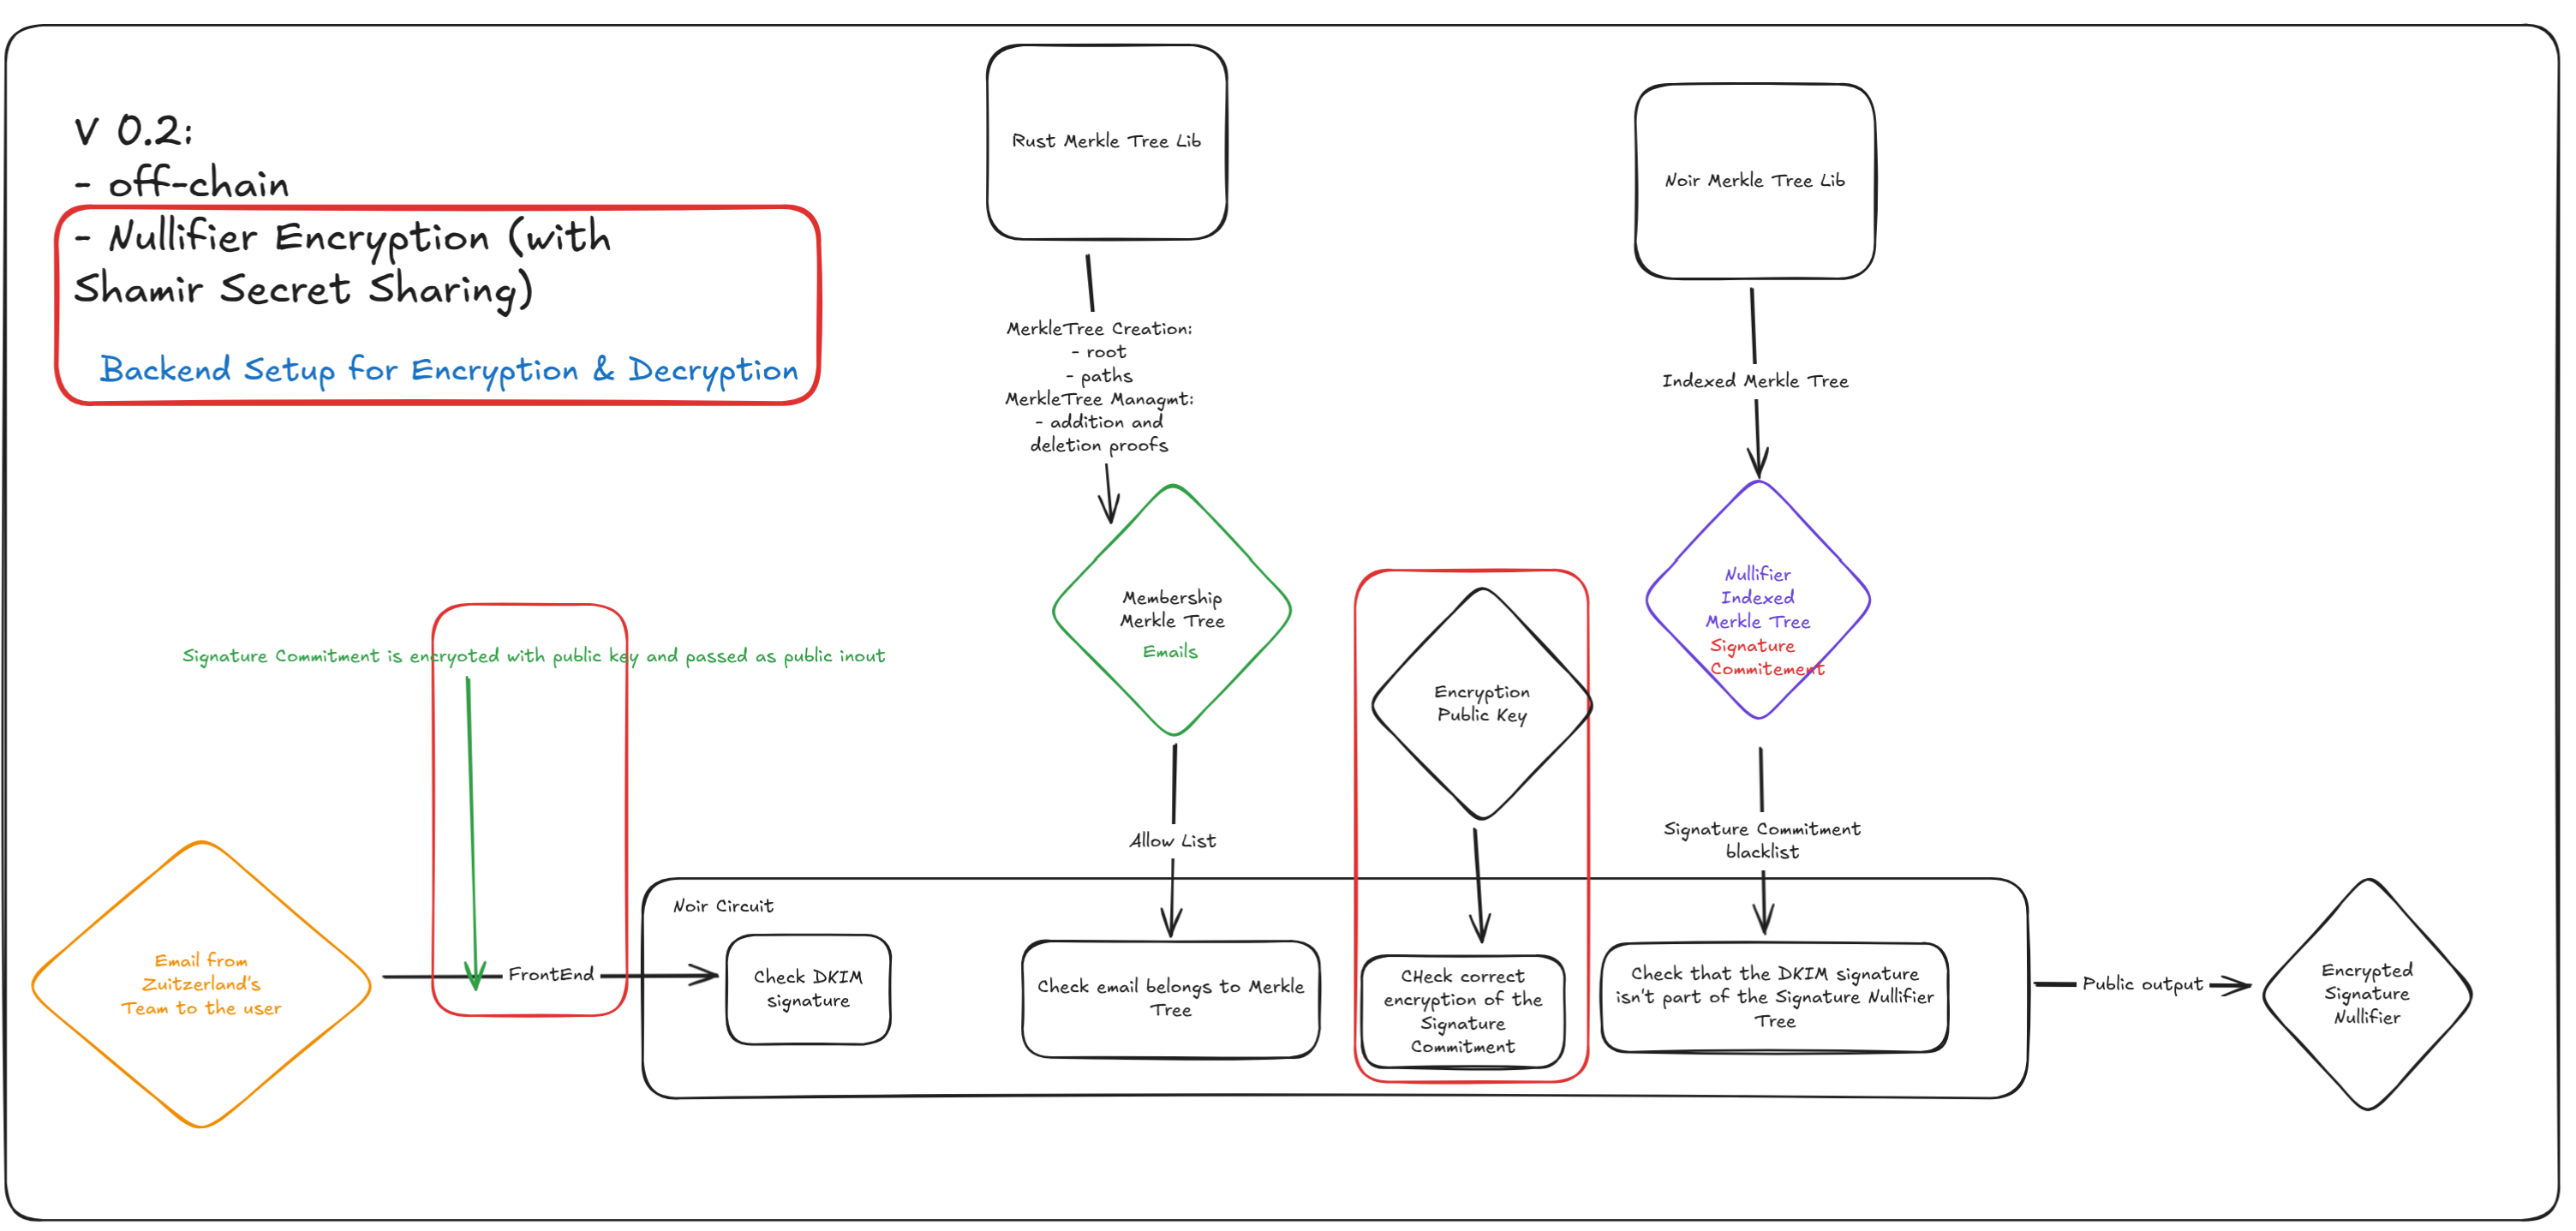 V 0.2:
- off-chain
- Nullifier Encryption (with
Shamir Secret Sharing)
Backend Setup for Encryption & Decryption
Rust Merkle Tree Lib
MerkleTree Creation:
- root
- paths
MerkleTree Managmt:
- addition and
deletion proofs
Noir Merkle Tree Lib
Indexed Merkle Tree
Membership
Merkle Tree
Emails
Encryption
Public Key
Nullifier
Indexed
Merkle Tree
Signature
Commitement
Signature Commitment is encryoted with public key and passed as public inout
Allow List
Signature Commitment
blacklist
Email from
Zuitzerland's
Team to the user
FrontEnd
Noir Circuit
Check DKIM
signature
Check email belongs to Merkle
Tree
CHeck correct
encryption of the
Signature
Commitment
Check that the DKIM signature
isn't part of the Signature Nullifier
Tree
Public output
Encrypted
Signature
Nullifier